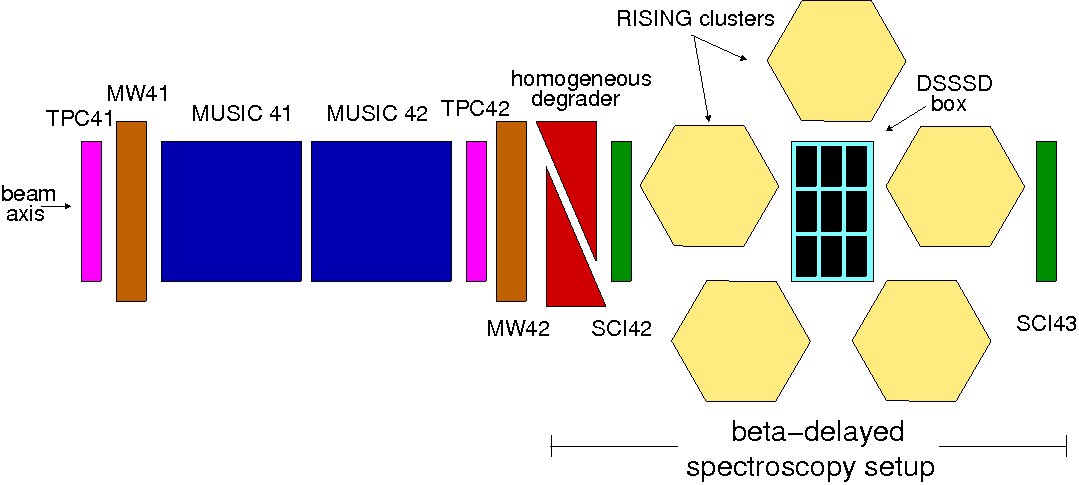 RISING clusters
homogeneous
degrader
DSSSD
box
MW41
TPC41
MUSIC 41
MUSIC 42
TPC42
beam
axis
MW42
SCI42
SCI43
beta-delayed
spectroscopy setup